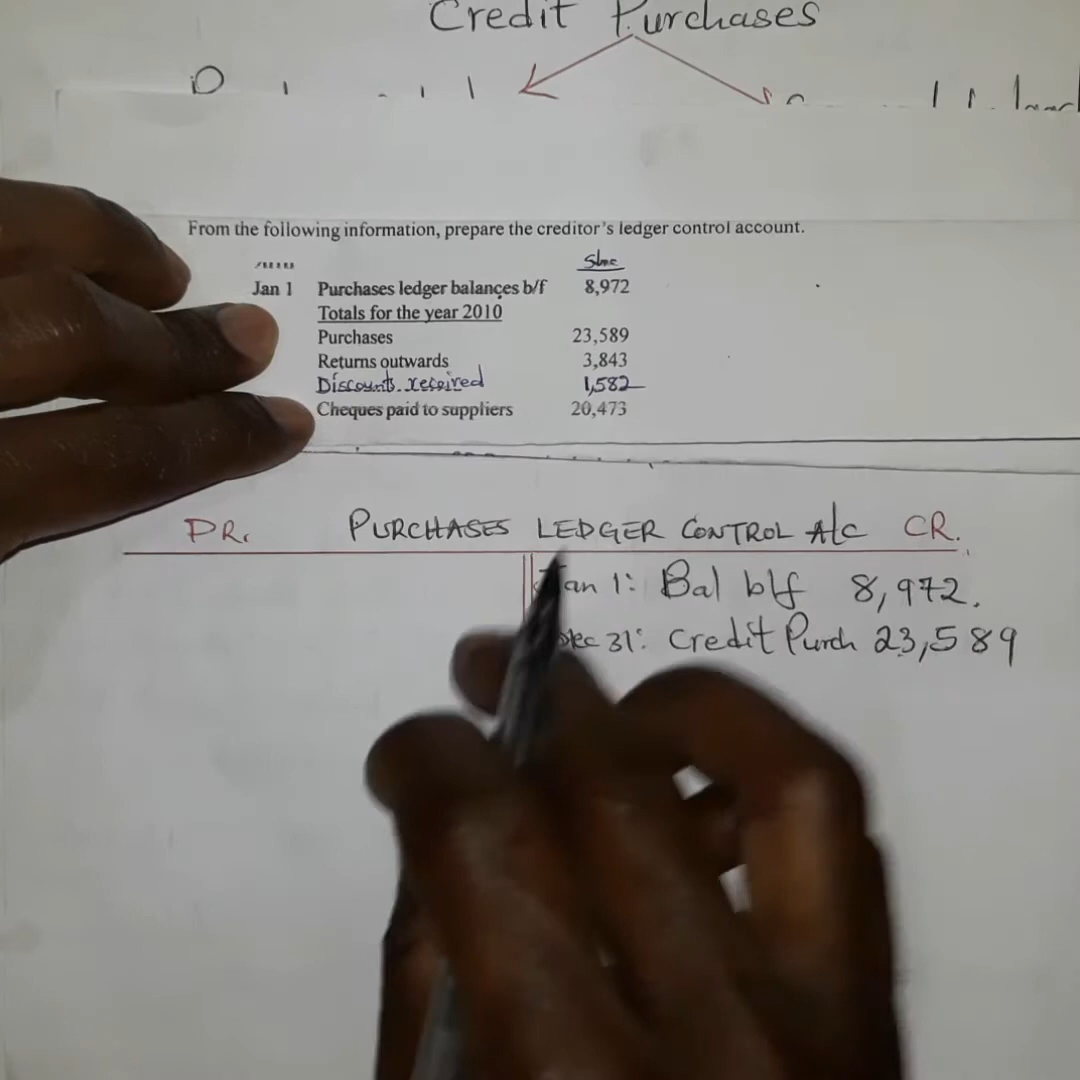 Credit Purchases
From the following information, prepare the creditor's ledger control account.
Jan 1 Purchases ledger balances b/f 8,972
Totals for the year 2010
Purchases 23,589
Returns outwards 3,843
Discounts received 1,582
Cheques paid to suppliers 20,473
DR. PURCHASES LEDGER CONTROL A/C CR.
Jan 1: Bal b/f 8,972.
Dec 31: Credit Purch 23,589